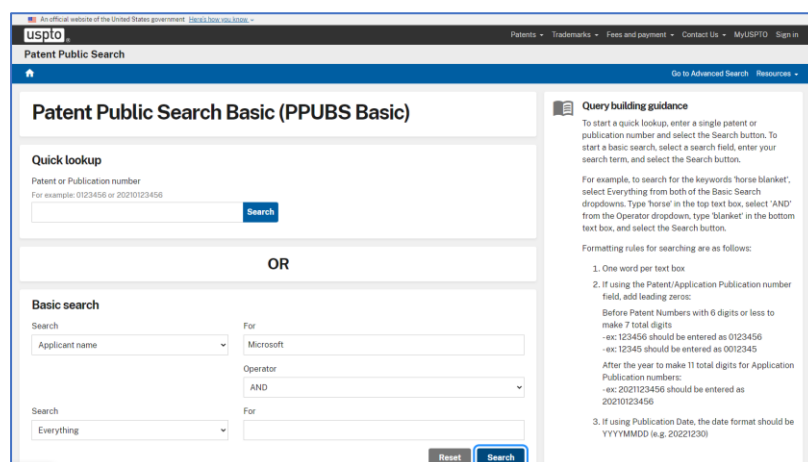 An official website of the United States government Here's how you know
uspto
Patents Trademarks Fees and payment Contact Us MyUSPTO Sign in
Patent Public Search
Go to Advanced Search Resources
Patent Public Search Basic (PPUBS Basic)
Quick lookup
Patent or Publication number
For example: 0123456 or 20210123456
Search
OR
Basic search
Search For
Applicant name Microsoft
Operator
AND
Search For
Everything
Reset Search
Query building guidance
To start a quick lookup, enter a single patent or
publication number and select the Search button. To
start a basic search, select a search field, enter your
search term, and select the Search button.
For example, to search for the keywords 'horse blanket',
select Everything from both of the Basic Search
dropdowns. Type 'horse' in the top text box, select 'AND'
from the Operator dropdown, type 'blanket' in the bottom
text box, and select the Search button.
Formatting rules for searching are as follows:
1. One word per text box
2. If using the Patent/Application Publication number
field, add leading zeros:
Before Patent Numbers with 6 digits or less to
make 7 total digits
-ex: 123456 should be entered as 0123456
-ex: 12345 should be entered as 0012345
After the year to make 11 total digits for Application
Publication numbers:
-ex: 2021123456 should be entered as
20210123456
3. If using Publication Date, the date format should be
YYYYMMDD (e.g. 20221230)